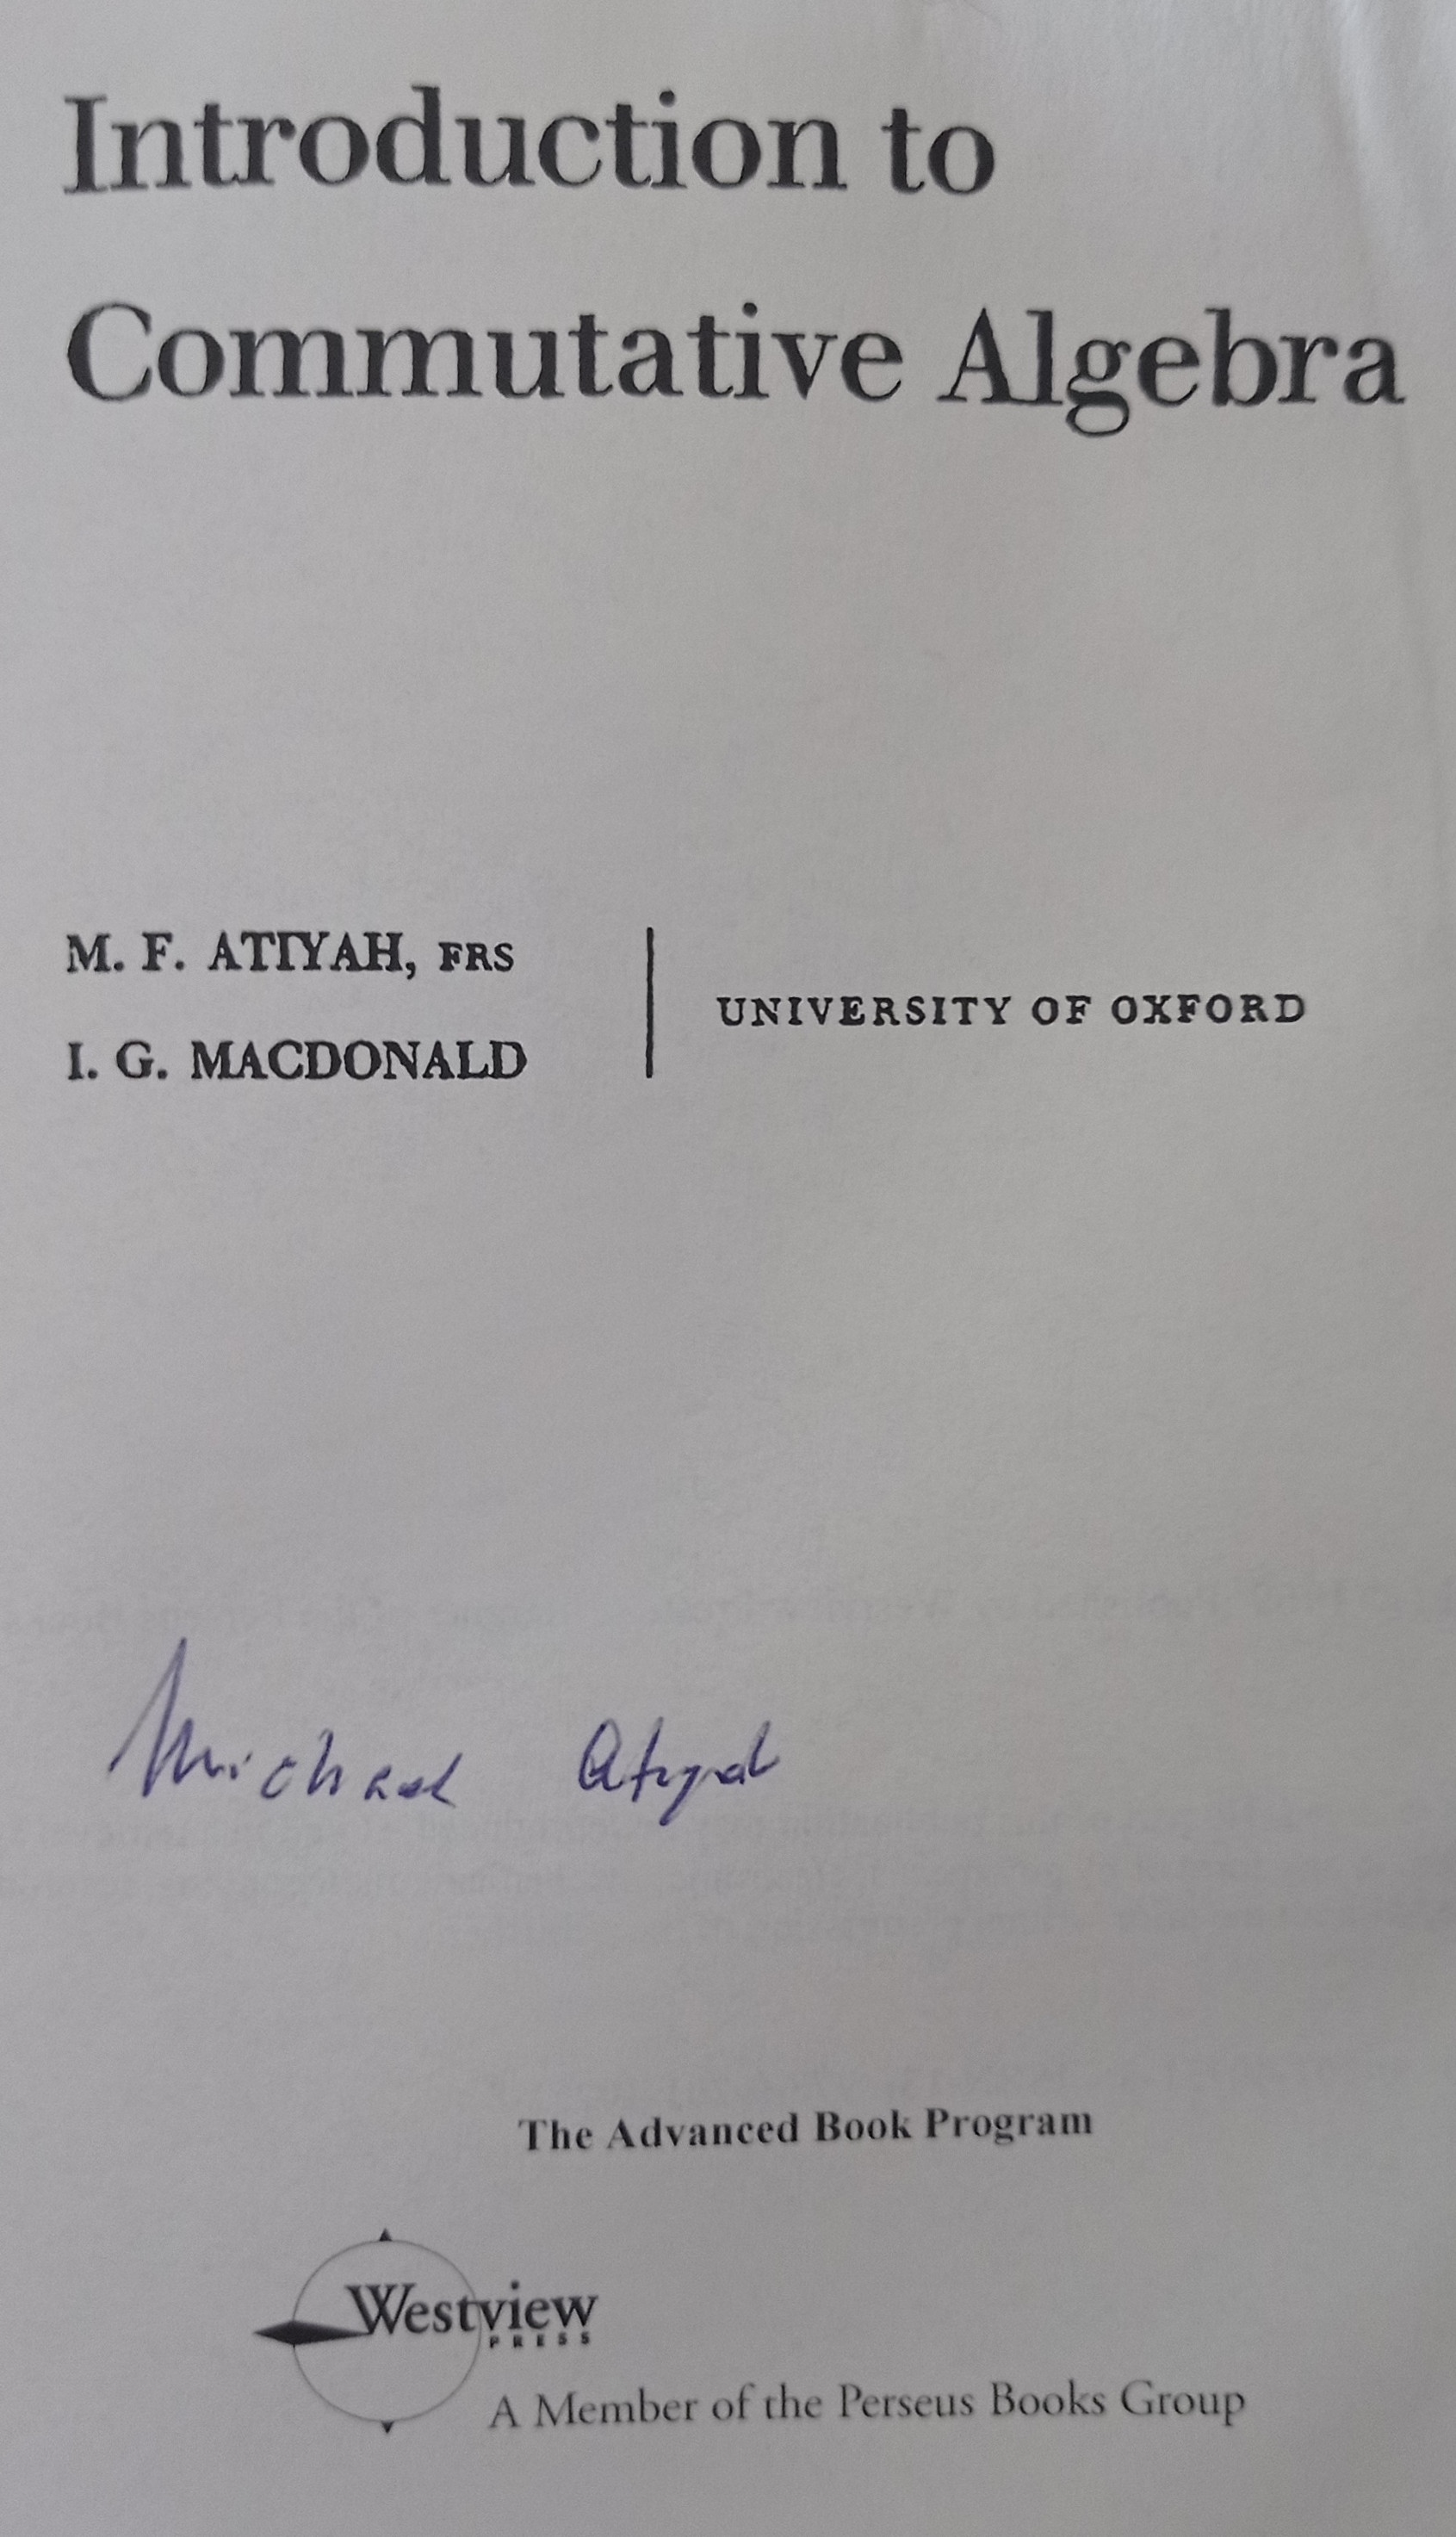 Introduction to
Commutative Algebra
M. F. ATIYAH, FRS
I. G. MACDONALD
UNIVERSITY OF OXFORD
Michael Atiyah
The Advanced Book Program
Westview
PRESS
A Member of the Perseus Books Group